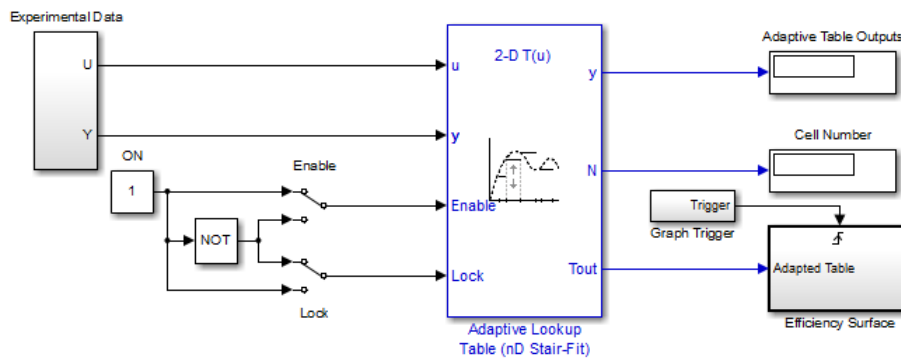 Experimental Data
U
Y
ON
1
NOT
Enable
Lock
2-D T(u)
u
y
Enable
Lock
y
N
Tout
Adaptive Lookup
Table (nD Stair-Fit)
Adaptive Table Outputs
Cell Number
Trigger
Graph Trigger
Adapted Table
Efficiency Surface